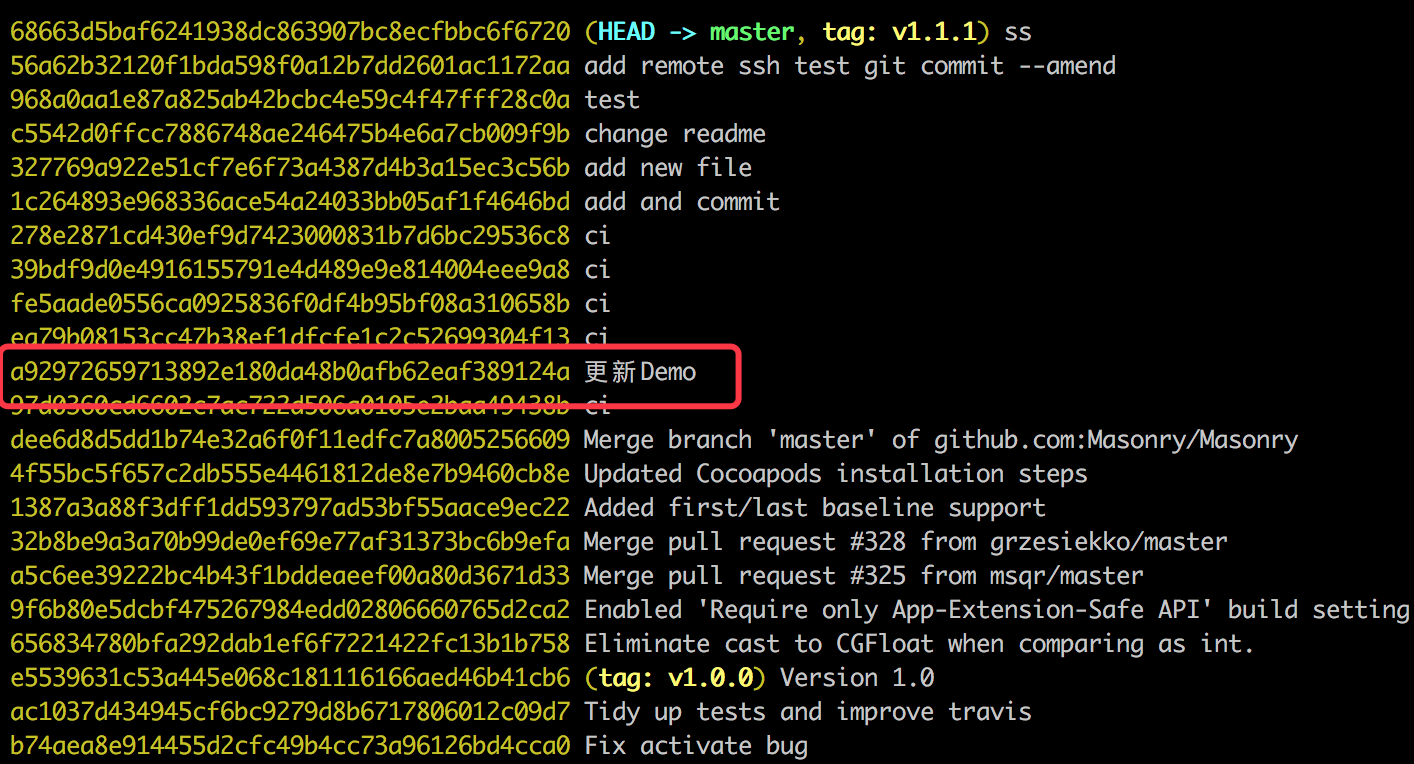 68663d5baf6241938dc863907bc8ecfbbc6f6720 (HEAD -> master, tag: v1.1.1) ss
56a62b32120f1bda598f0a12b7dd2601ac1172aa add remote ssh test git commit --amend
968a0aa1e87a825ab42bcbc4e59c4f47fff28c0a test
c5542d0ffcc7886748ae246475b4e6a7cb009f9b change readme
327769a922e51cf7e6f73a4387d4b3a15ec3c56b add new file
1c264893e968336ace54a24033bb05af1f4646bd add and commit
278e2871cd430ef9d7423000831b7d6bc29536c8 ci
39bdf9d0e4916155791e4d489e9e814004eee9a8 ci
fe5aade0556ca0925836f0df4b95bf08a310658b ci
ea79b08153cc47b38ef1dfcfe1c2c52699304f13 ci
a92972659713892e180da48b0afb62eaf389124a 更新Demo
97d0360cd6602c7ac722d506a0105e2baa49438b ci
dee6d8d5dd1b74e32a6f0f11edfc7a8005256609 Merge branch 'master' of github.com:Masonry/Masonry
4f55bc5f657c2db555e4461812de8e7b9460cb8e Updated Cocoapods installation steps
1387a3a88f3dff1dd593797ad53bf55aace9ec22 Added first/last baseline support
32b8be9a3a70b99de0ef69e77af31373bc6b9efa Merge pull request #328 from grzesiekko/master
a5c6ee39222bc4b43f1bddeaeef00a80d3671d33 Merge pull request #325 from msqr/master
9f6b80e5dcbf475267984edd02806660765d2ca2 Enabled 'Require only App-Extension-Safe API' build setting
656834780bfa292dab1ef6f7221422fc13b1b758 Eliminate cast to CGFloat when comparing as int.
e5539631c53a445e068c181116166aed46b41cb6 (tag: v1.0.0) Version 1.0
ac1037d434945cf6bc9279d8b6717806012c09d7 Tidy up tests and improve travis
b74aea8e914455d2cfc49b4cc73a96126bd4cca0 Fix activate bug